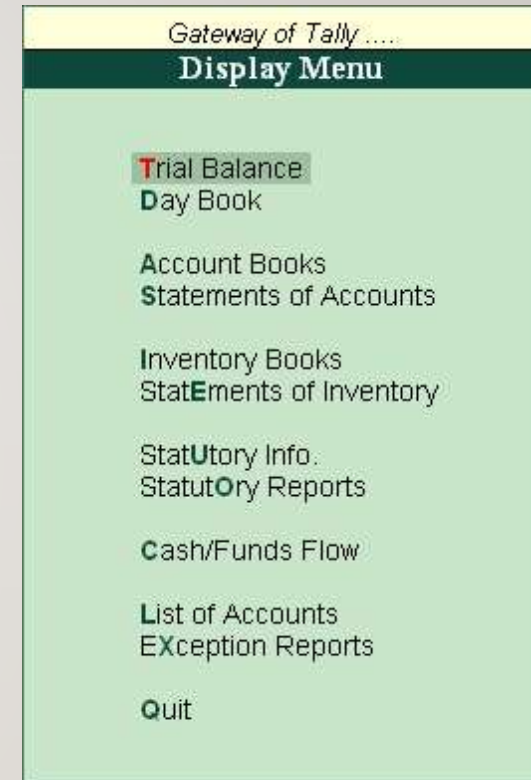 Gateway of Tally ....
Display Menu
Trial Balance
Day Book
Account Books
Statements of Accounts
Inventory Books
StatEments of Inventory
StatUtory Info.
StatutOry Reports
Cash/Funds Flow
List of Accounts
EXception Reports
Quit